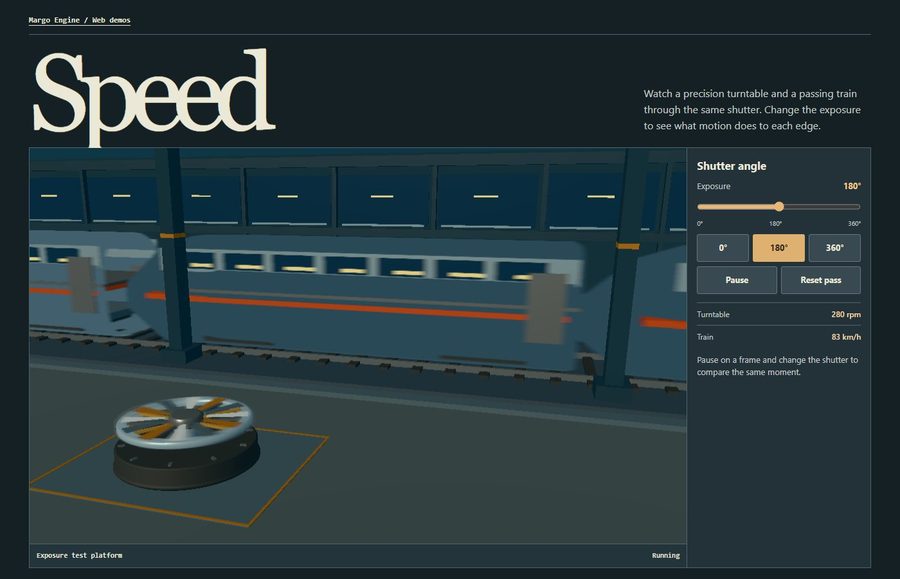 Margo Engine / Web demos
Speed
Watch a precision turntable and a passing train
through the same shutter. Change the exposure
to see what motion does to each edge.
Shutter angle
Exposure 180°
0° 180° 360°
0° 180° 360°
Pause Reset pass
Turntable 280 rpm
Train 83 km/h
Pause on a frame and change the shutter to
compare the same moment.
Exposure test platform Running